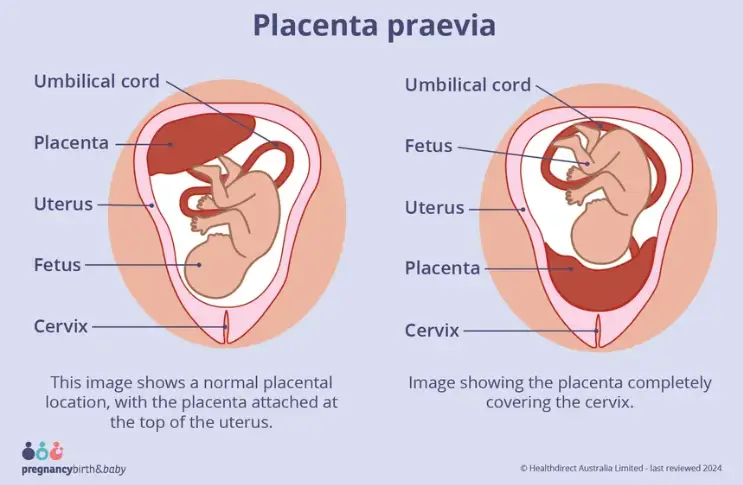 Placenta praevia
Umbilical cord
Placenta
Uterus
Fetus
Cervix
This image shows a normal placental
location, with the placenta attached at
the top of the uterus.
Umbilical cord
Fetus
Uterus
Placenta
Cervix
Image showing the placenta completely
covering the cervix.
pregnancybirth&baby
© Healthdirect Australia Limited - last reviewed 2024